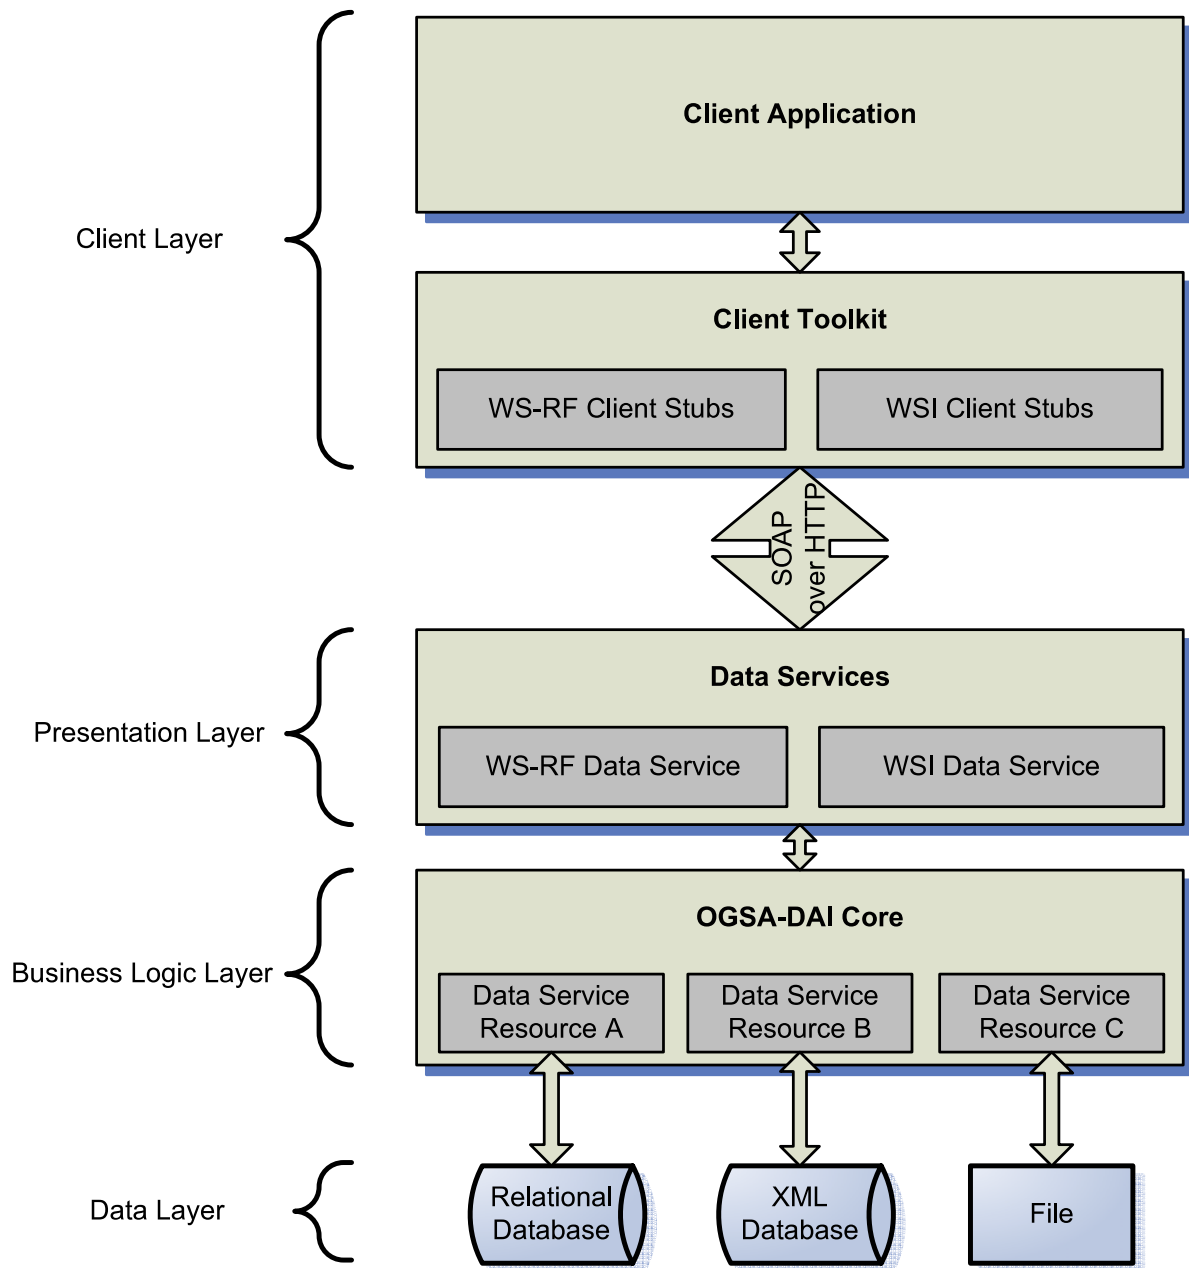 Client Application
Client Layer
Client Toolkit
WS-RF Client Stubs
WSI Client Stubs
SOAP
over HTTP
Data Services
Presentation Layer
WS-RF Data Service
WSI Data Service
OGSA-DAI Core
Business Logic Layer
Data Service
Resource A
Data Service
Resource B
Data Service
Resource C
Data Layer
Relational
Database
XML
Database
File